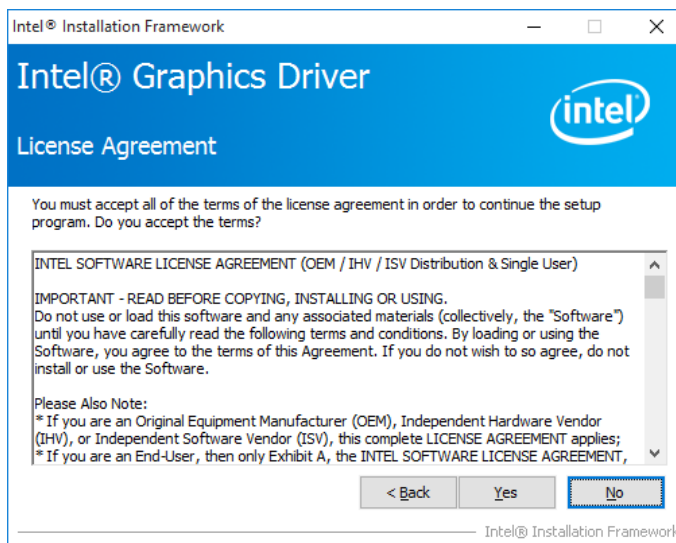 Intel® Installation Framework
Intel® Graphics Driver
intel
License Agreement
You must accept all of the terms of the license agreement in order to continue the setup
program. Do you accept the terms?
INTEL SOFTWARE LICENSE AGREEMENT (OEM / IHV / ISV Distribution & Single User)
IMPORTANT - READ BEFORE COPYING, INSTALLING OR USING.
Do not use or load this software and any associated materials (collectively, the "Software")
until you have carefully read the following terms and conditions. By loading or using the
Software, you agree to the terms of this Agreement. If you do not wish to so agree, do not
install or use the Software.
Please Also Note:
* If you are an Original Equipment Manufacturer (OEM), Independent Hardware Vendor
(IHV), or Independent Software Vendor (ISV), this complete LICENSE AGREEMENT applies;
* If you are an End-User, then only Exhibit A, the INTEL SOFTWARE LICENSE AGREEMENT,
< Back Yes No
Intel® Installation Framework